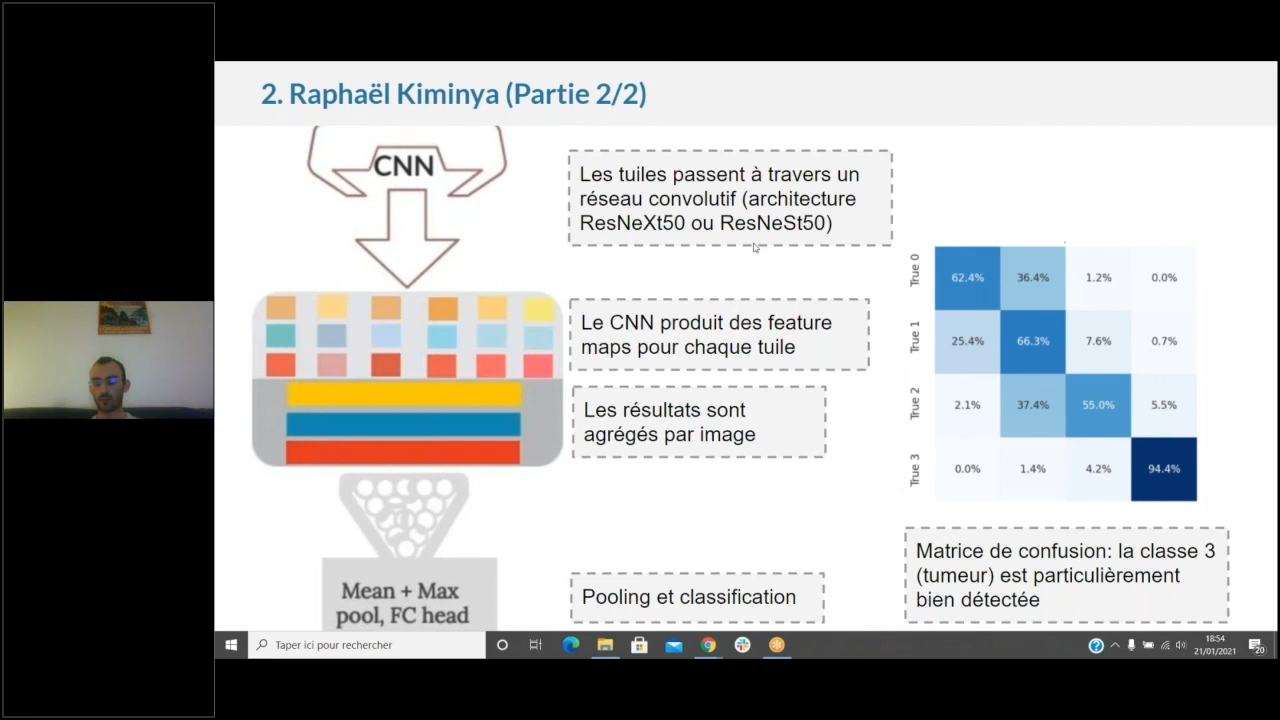 2. Raphaël Kiminya (Partie 2/2)
CNN
Les tuiles passent à travers un
réseau convolutif (architecture
ResNeXt50 ou ResNeSt50)
Le CNN produit des feature
maps pour chaque tuile
Les résultats sont
agrégés par image
Mean + Max
pool, FC head
Pooling et classification
True 0
62.4%
36.4%
1.2%
0.0%
True 1
25.4%
66.3%
7.6%
0.7%
True 2
2.1%
37.4%
55.0%
5.5%
True 3
0.0%
1.4%
4.2%
94.4%
Matrice de confusion: la classe 3
(tumeur) est particulièrement
bien détectée
Taper ici pour rechercher
18:54
21/01/2021
20